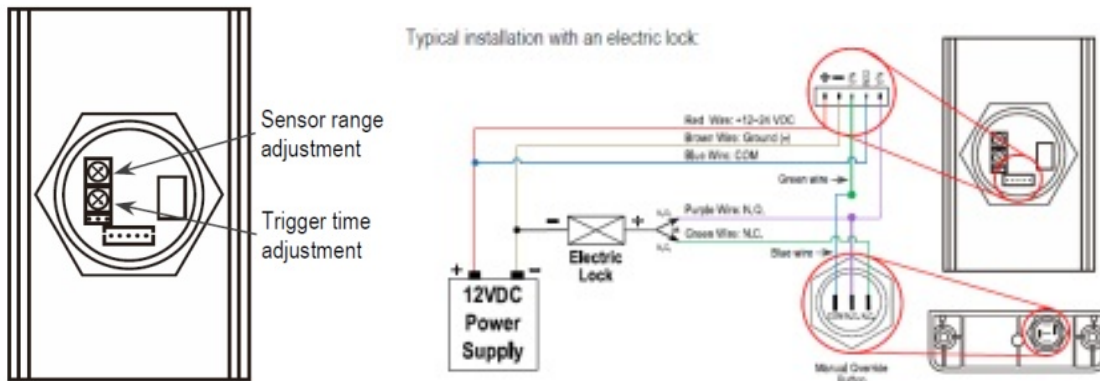 Sensor range
adjustment
Trigger time
adjustment
Typical installation with an electric lock:
+ −
Red Wire: +12~24 VDC
Brown Wire: Ground (-)
Blue Wire: COM
Green wire
Purple Wire: N.O.
Green Wire: N.C.
Blue wire
− +
N.O.
N.C.
Electric
Lock
+ −
12VDC
Power
Supply
COM N.O. N.C.
Manual Override
Button